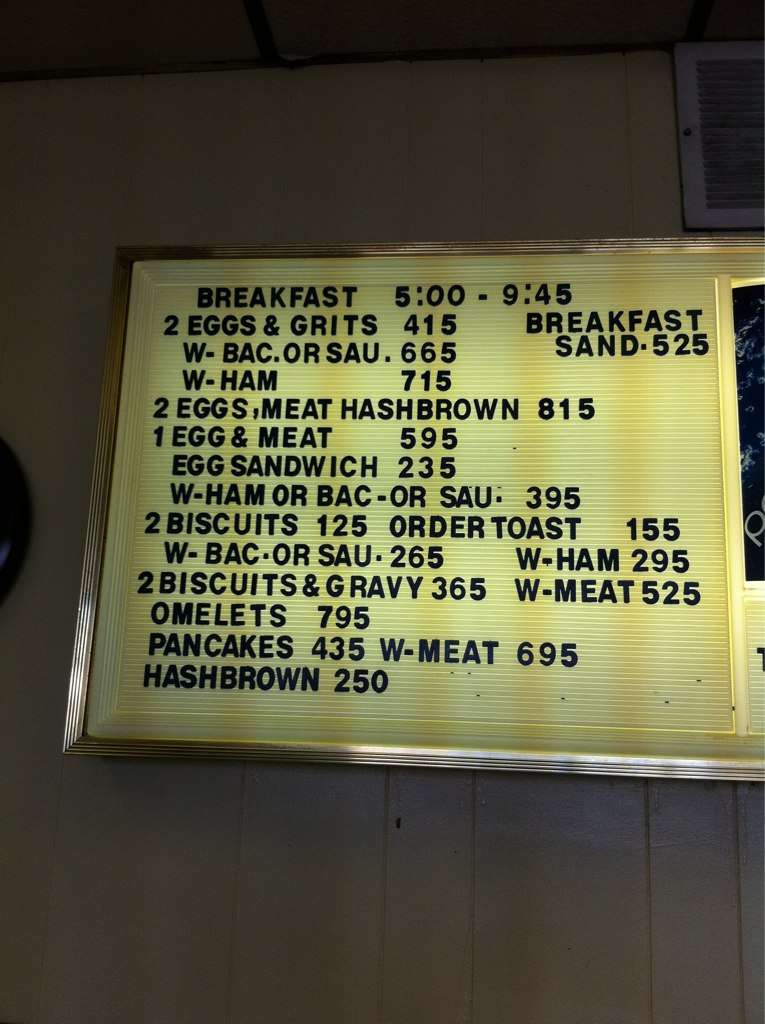 BREAKFAST 5:00 - 9:45
2 EGGS & GRITS 415 BREAKFAST
W- BAC. OR SAU. 665 SAND. 525
W- HAM 715
2 EGGS, MEAT HASHBROWN 815
1 EGG & MEAT 595
EGG SANDWICH 235
W-HAM OR BAC-OR SAU. 395
2 BISCUITS 125 ORDER TOAST 155
W- BAC. OR SAU. 265 W-HAM 295
2 BISCUITS & GRAVY 365 W-MEAT 525
OMELETS 795
PANCAKES 435 W-MEAT 695
HASHBROWN 250